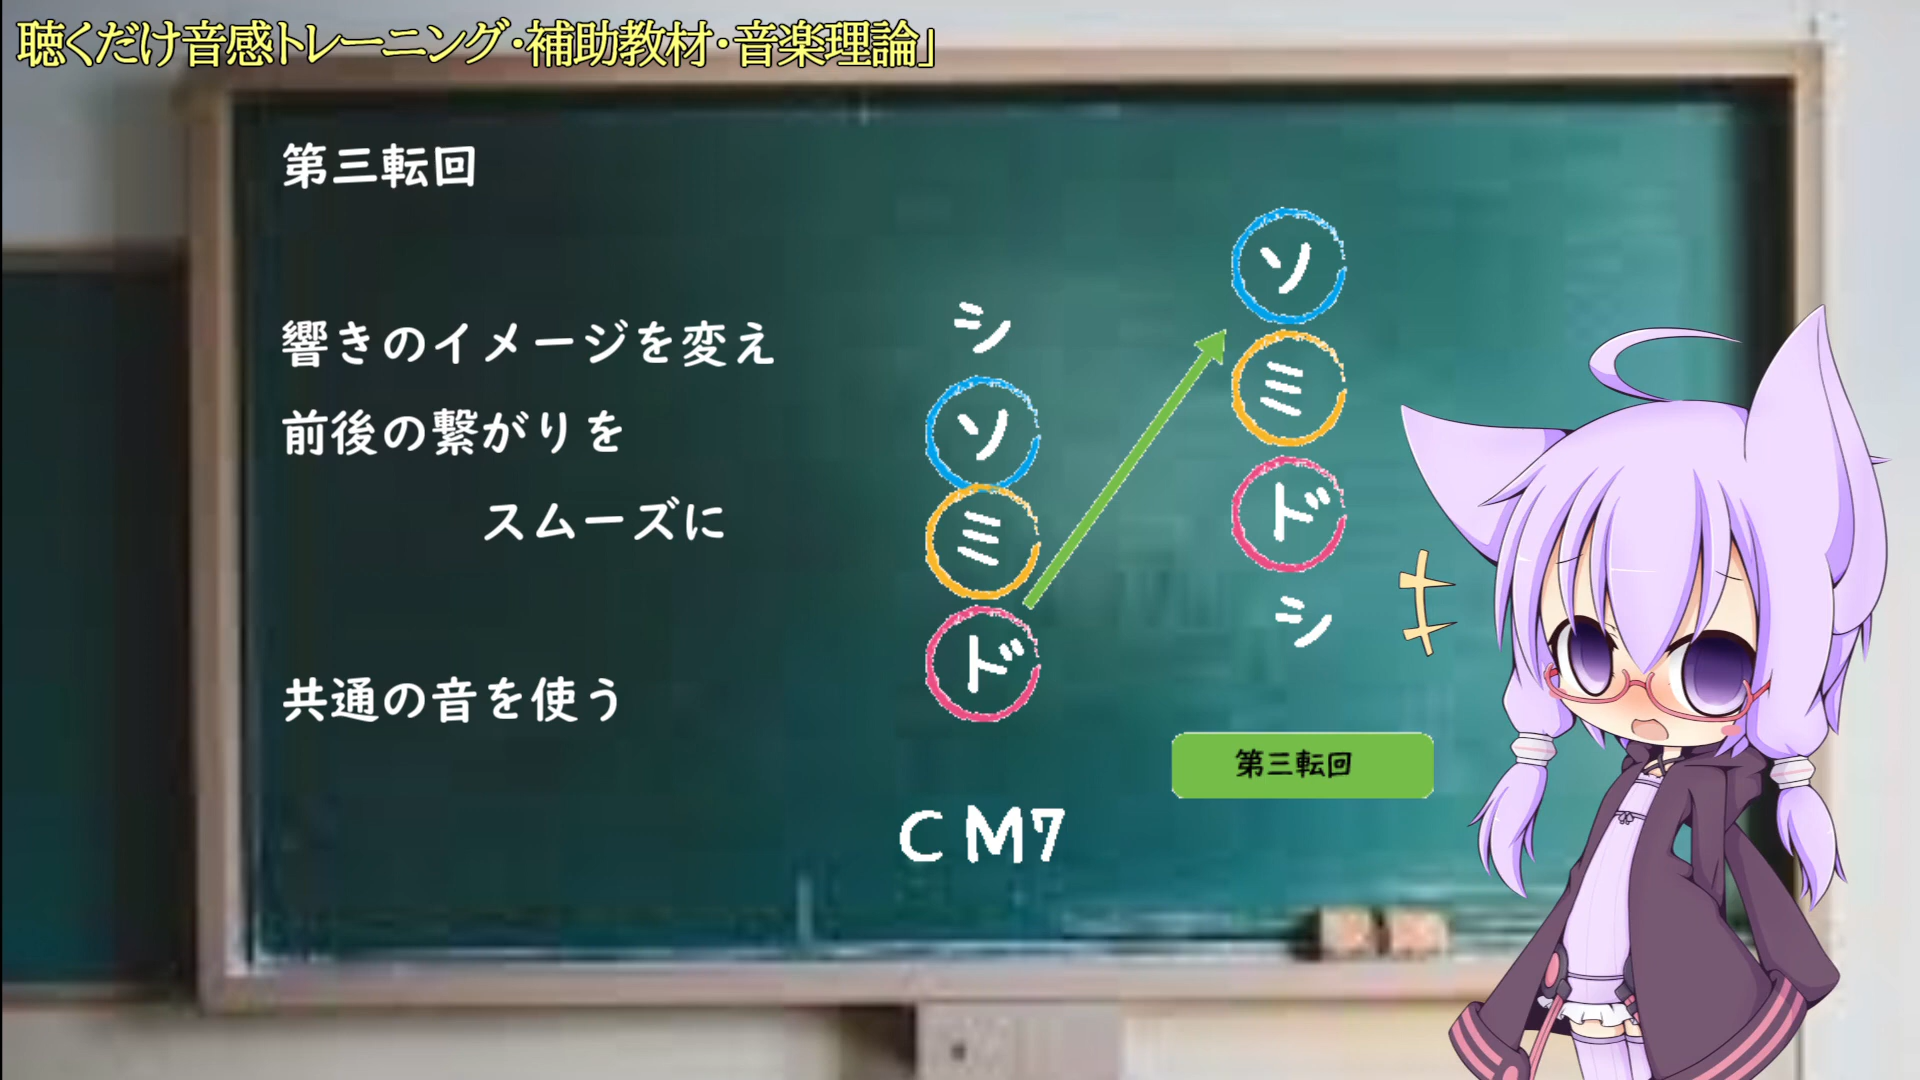 聴くだけ音感トレーニング・補助教材・音楽理論」
第三転回
響きのイメージを変え
前後の繋がりを
スムーズに
共通の音を使う
シ
ソ
ミ
ド
CM7
ソ
ミ
ド
シ
第三転回